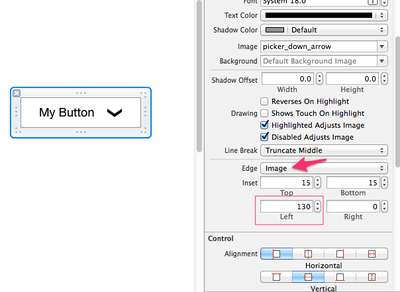 Font System 18.0
Text Color
Shadow Color Default
Image picker_down_arrow
Background Default Background Image
Shadow Offset 0.0 0.0
Width Height
Reverses On Highlight
Drawing Shows Touch On Highlight
Highlighted Adjusts Image
Disabled Adjusts Image
Line Break Truncate Middle
Edge Image
Inset 15 15
Top Bottom
130 0
Left Right
Control
Alignment
Horizontal
Vertical
My Button